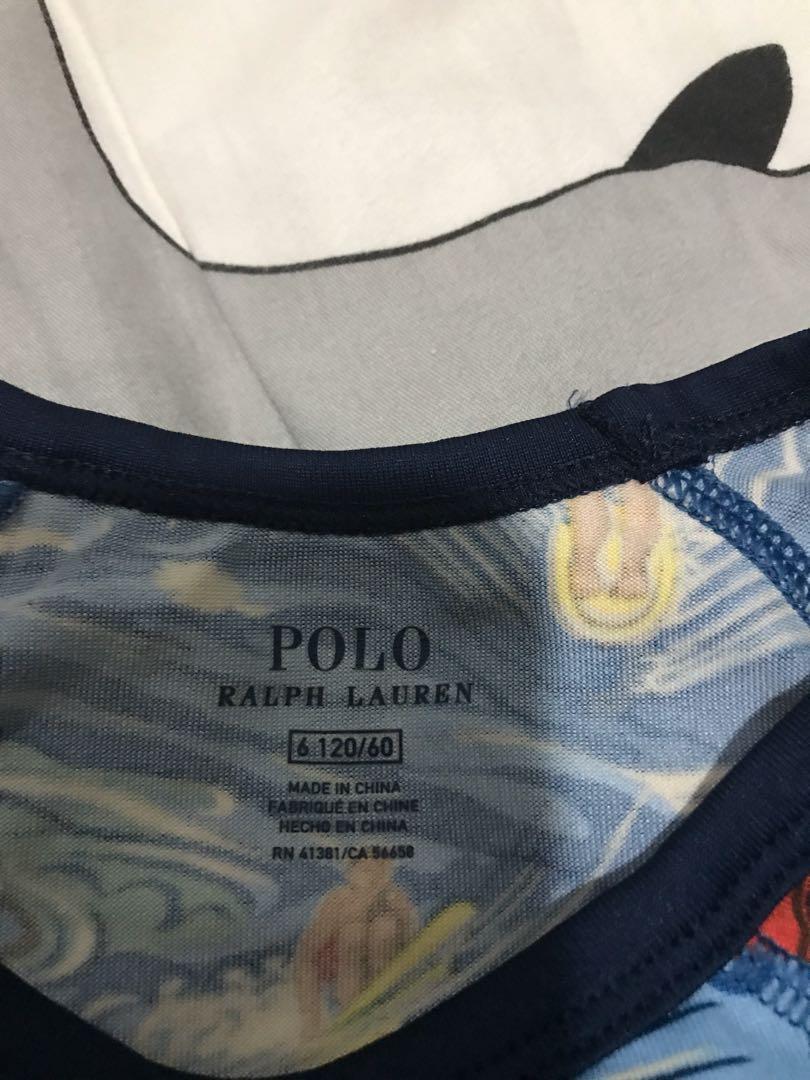 POLO
RALPH LAUREN
6 120/60
MADE IN CHINA
FABRIQUÉ EN CHINE
HECHO EN CHINA
RN 41381/CA 56658